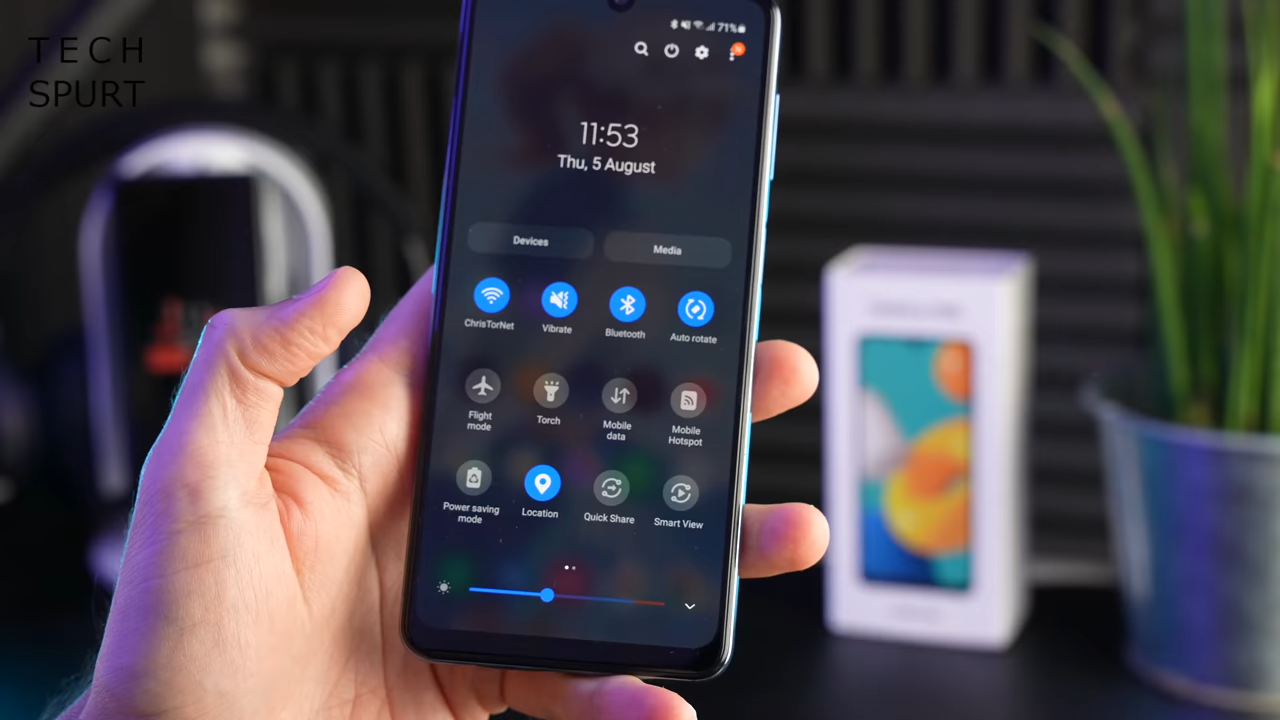 TECH
SPURT
71%
11:53
Thu, 5 August
Devices
Media
ChrisTorNet
Vibrate
Bluetooth
Auto rotate
Flight
mode
Torch
Mobile
data
Mobile
Hotspot
Power saving
mode
Location
Quick Share
Smart View